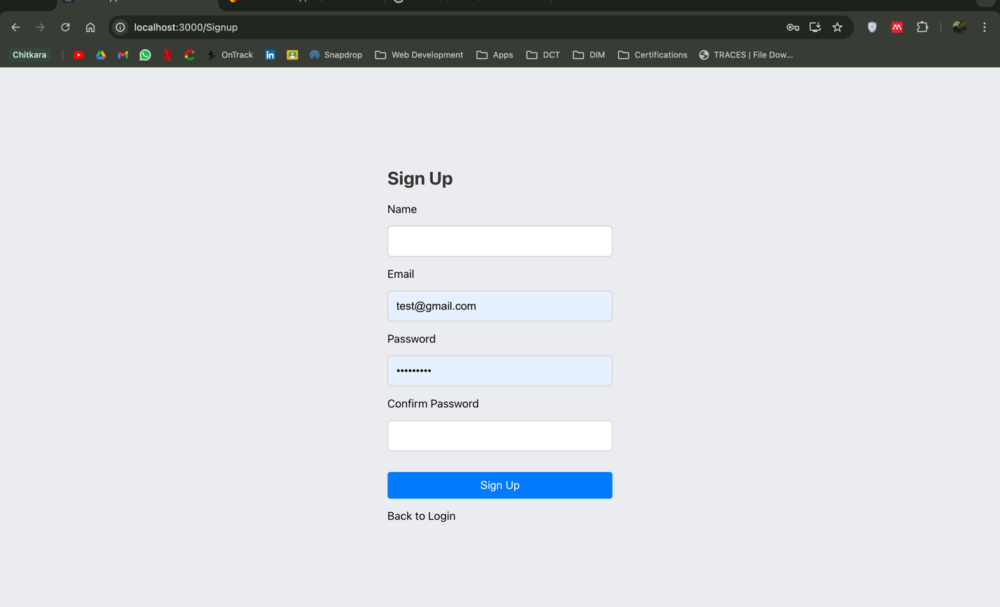 localhost:3000/Signup
Chitkara OnTrack Snapdrop Web Development Apps DCT DIM Certifications TRACES | File Dow...
Sign Up
Name
Email
test@gmail.com
Password
•••••••••
Confirm Password
Sign Up
Back to Login